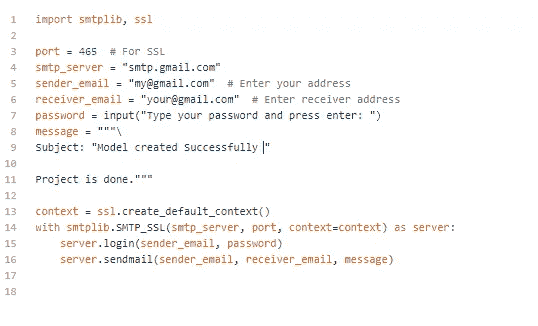 1 import smtplib, ssl
2
3 port = 465  # For SSL
4 smtp_server = "smtp.gmail.com"
5 sender_email = "my@gmail.com"  # Enter your address
6 receiver_email = "your@gmail.com"  # Enter receiver address
7 password = input("Type your password and press enter: ")
8 message = """\
9 Subject: "Model created Successfully "
10
11 Project is done."""
12
13 context = ssl.create_default_context()
14 with smtplib.SMTP_SSL(smtp_server, port, context=context) as server:
15     server.login(sender_email, password)
16     server.sendmail(sender_email, receiver_email, message)
17
18